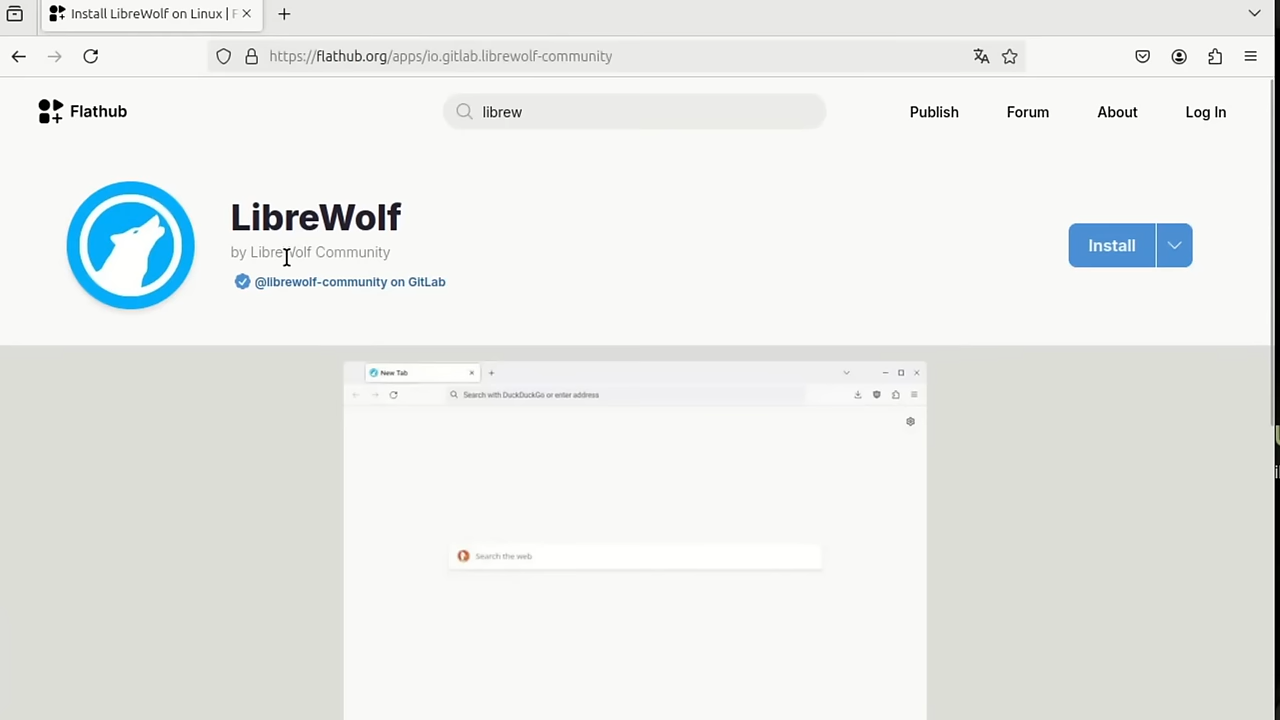 Install LibreWolf on Linux | F
https://flathub.org/apps/io.gitlab.librewolf-community
Flathub
librew
Publish
Forum
About
Log In
LibreWolf
by LibreWolf Community
@librewolf-community on GitLab
Install
New Tab
Search with DuckDuckGo or enter address
Search the web